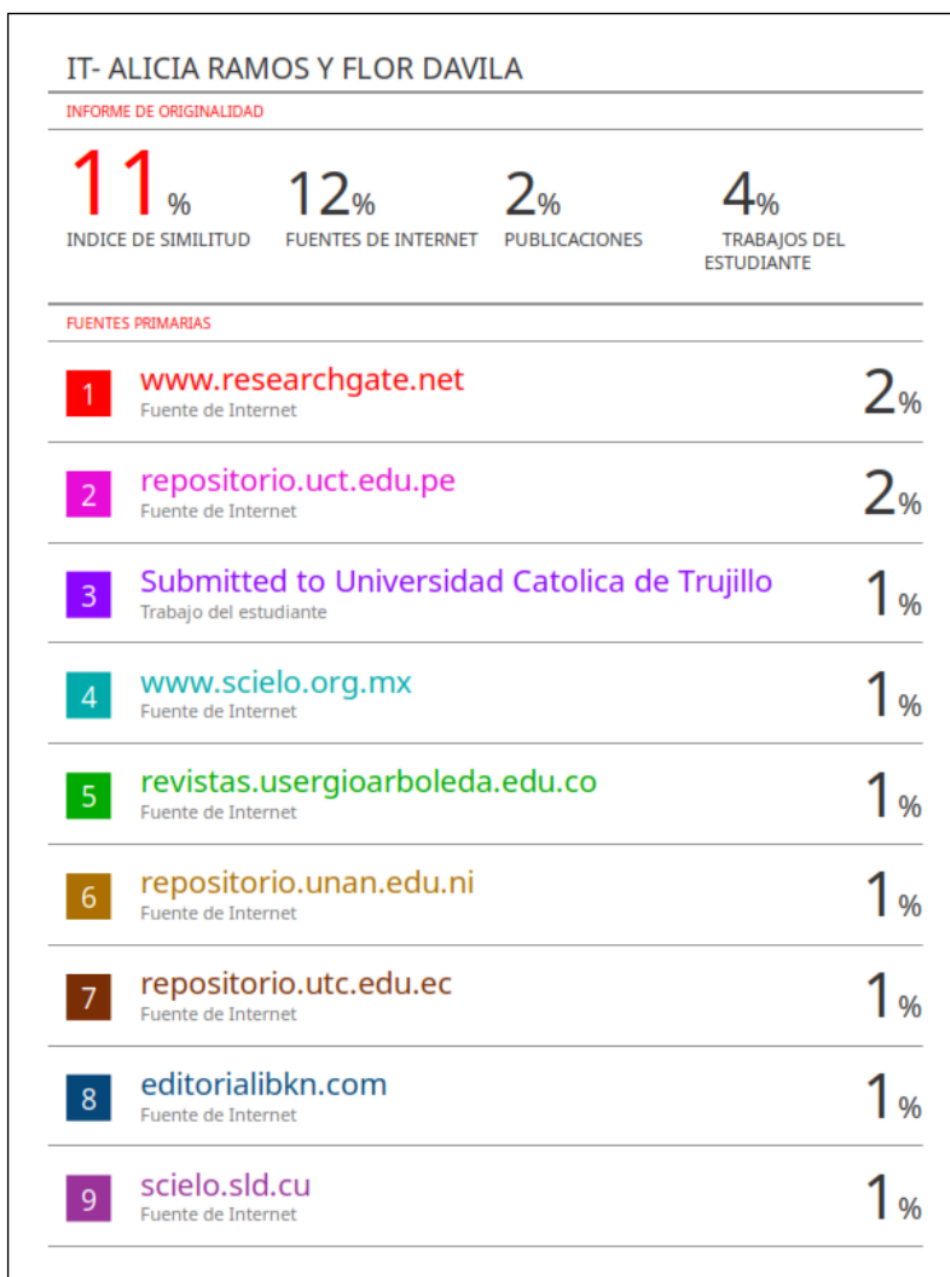 IT- ALICIA RAMOS Y FLOR DAVILA
INFORME DE ORIGINALIDAD
11% 12% 2% 4%
INDICE DE SIMILITUD FUENTES DE INTERNET PUBLICACIONES TRABAJOS DEL
ESTUDIANTE
FUENTES PRIMARIAS
1 www.researchgate.net 2%
Fuente de Internet
2 repositorio.uct.edu.pe 2%
Fuente de Internet
3 Submitted to Universidad Catolica de Trujillo 1%
Trabajo del estudiante
4 www.scielo.org.mx 1%
Fuente de Internet
5 revistas.usergioarboleda.edu.co 1%
Fuente de Internet
6 repositorio.unan.edu.ni 1%
Fuente de Internet
7 repositorio.utc.edu.ec 1%
Fuente de Internet
8 editorialibkn.com 1%
Fuente de Internet
9 scielo.sld.cu 1%
Fuente de Internet